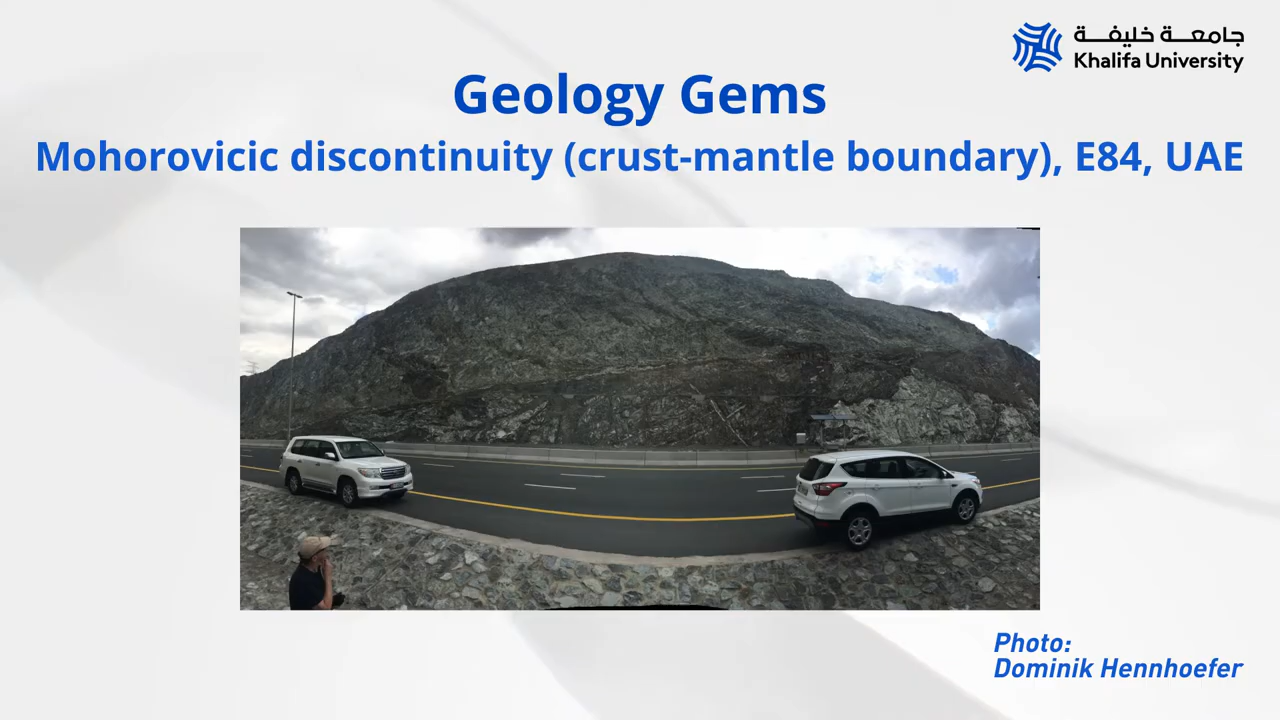 جامعـــة خليفـــة
Khalifa University
Geology Gems
Mohorovicic discontinuity (crust-mantle boundary), E84, UAE
Photo:
Dominik Hennhoefer